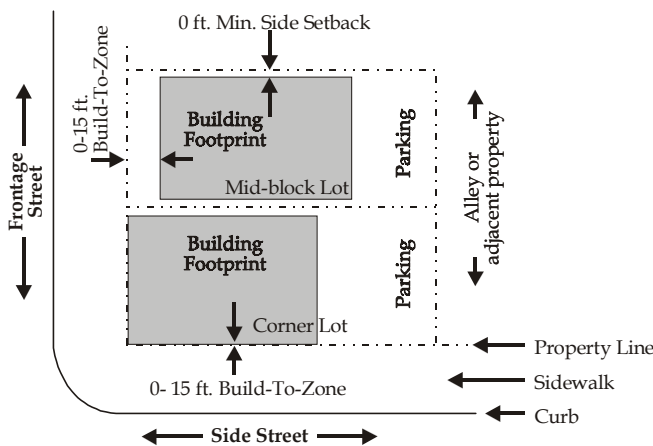 0 ft. Min. Side Setback
0-15 ft.
Build-To-Zone
Building
Footprint
Mid-block Lot
Parking
Frontage
Street
Alley or
adjacent property
Building
Footprint
Corner Lot
Parking
Property Line
0- 15 ft. Build-To-Zone
Sidewalk
Curb
Side Street